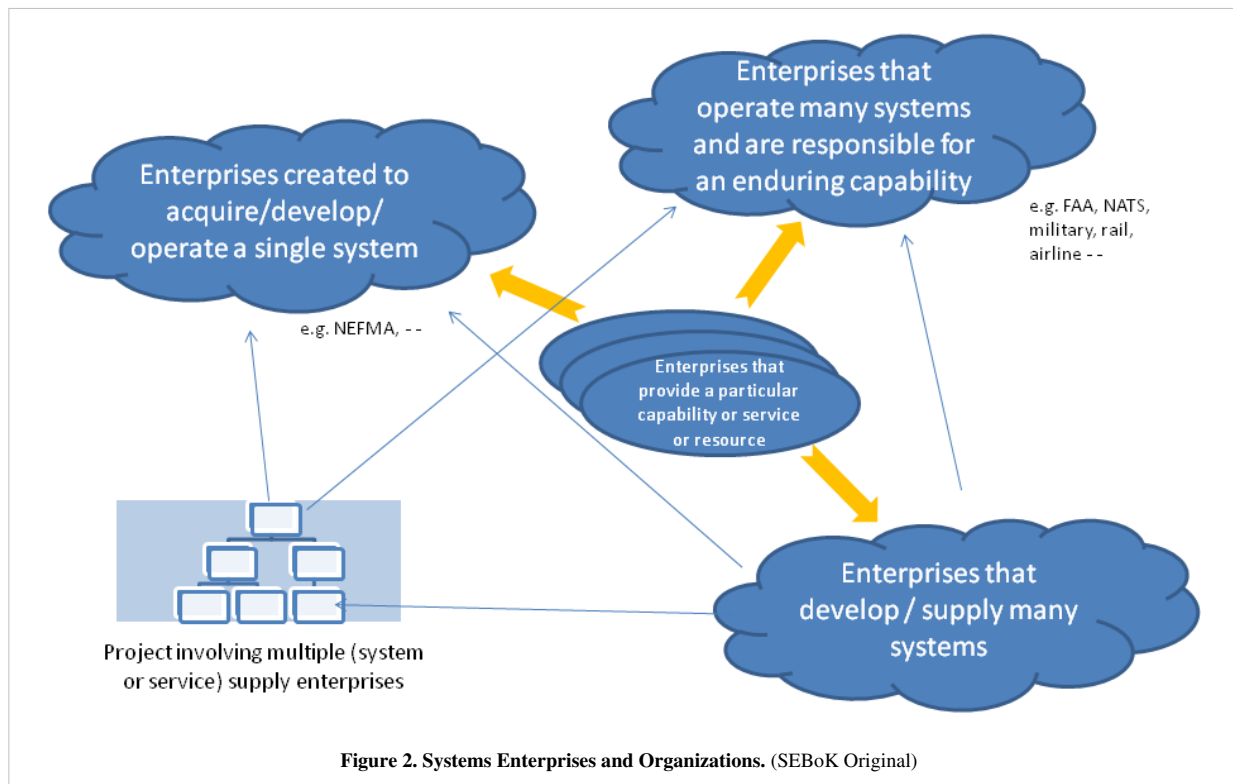 Enterprises that
operate many systems
and are responsible for
an enduring capability
e.g. FAA, NATS,
military, rail,
airline - -
Enterprises created to
acquire/develop/
operate a single system
e.g. NEFMA, - -
Enterprises that
provide a particular
capability or service
or resource
Project involving multiple (system
or service) supply enterprises
Enterprises that
develop / supply many
systems
Figure 2. Systems Enterprises and Organizations. (SEBoK Original)